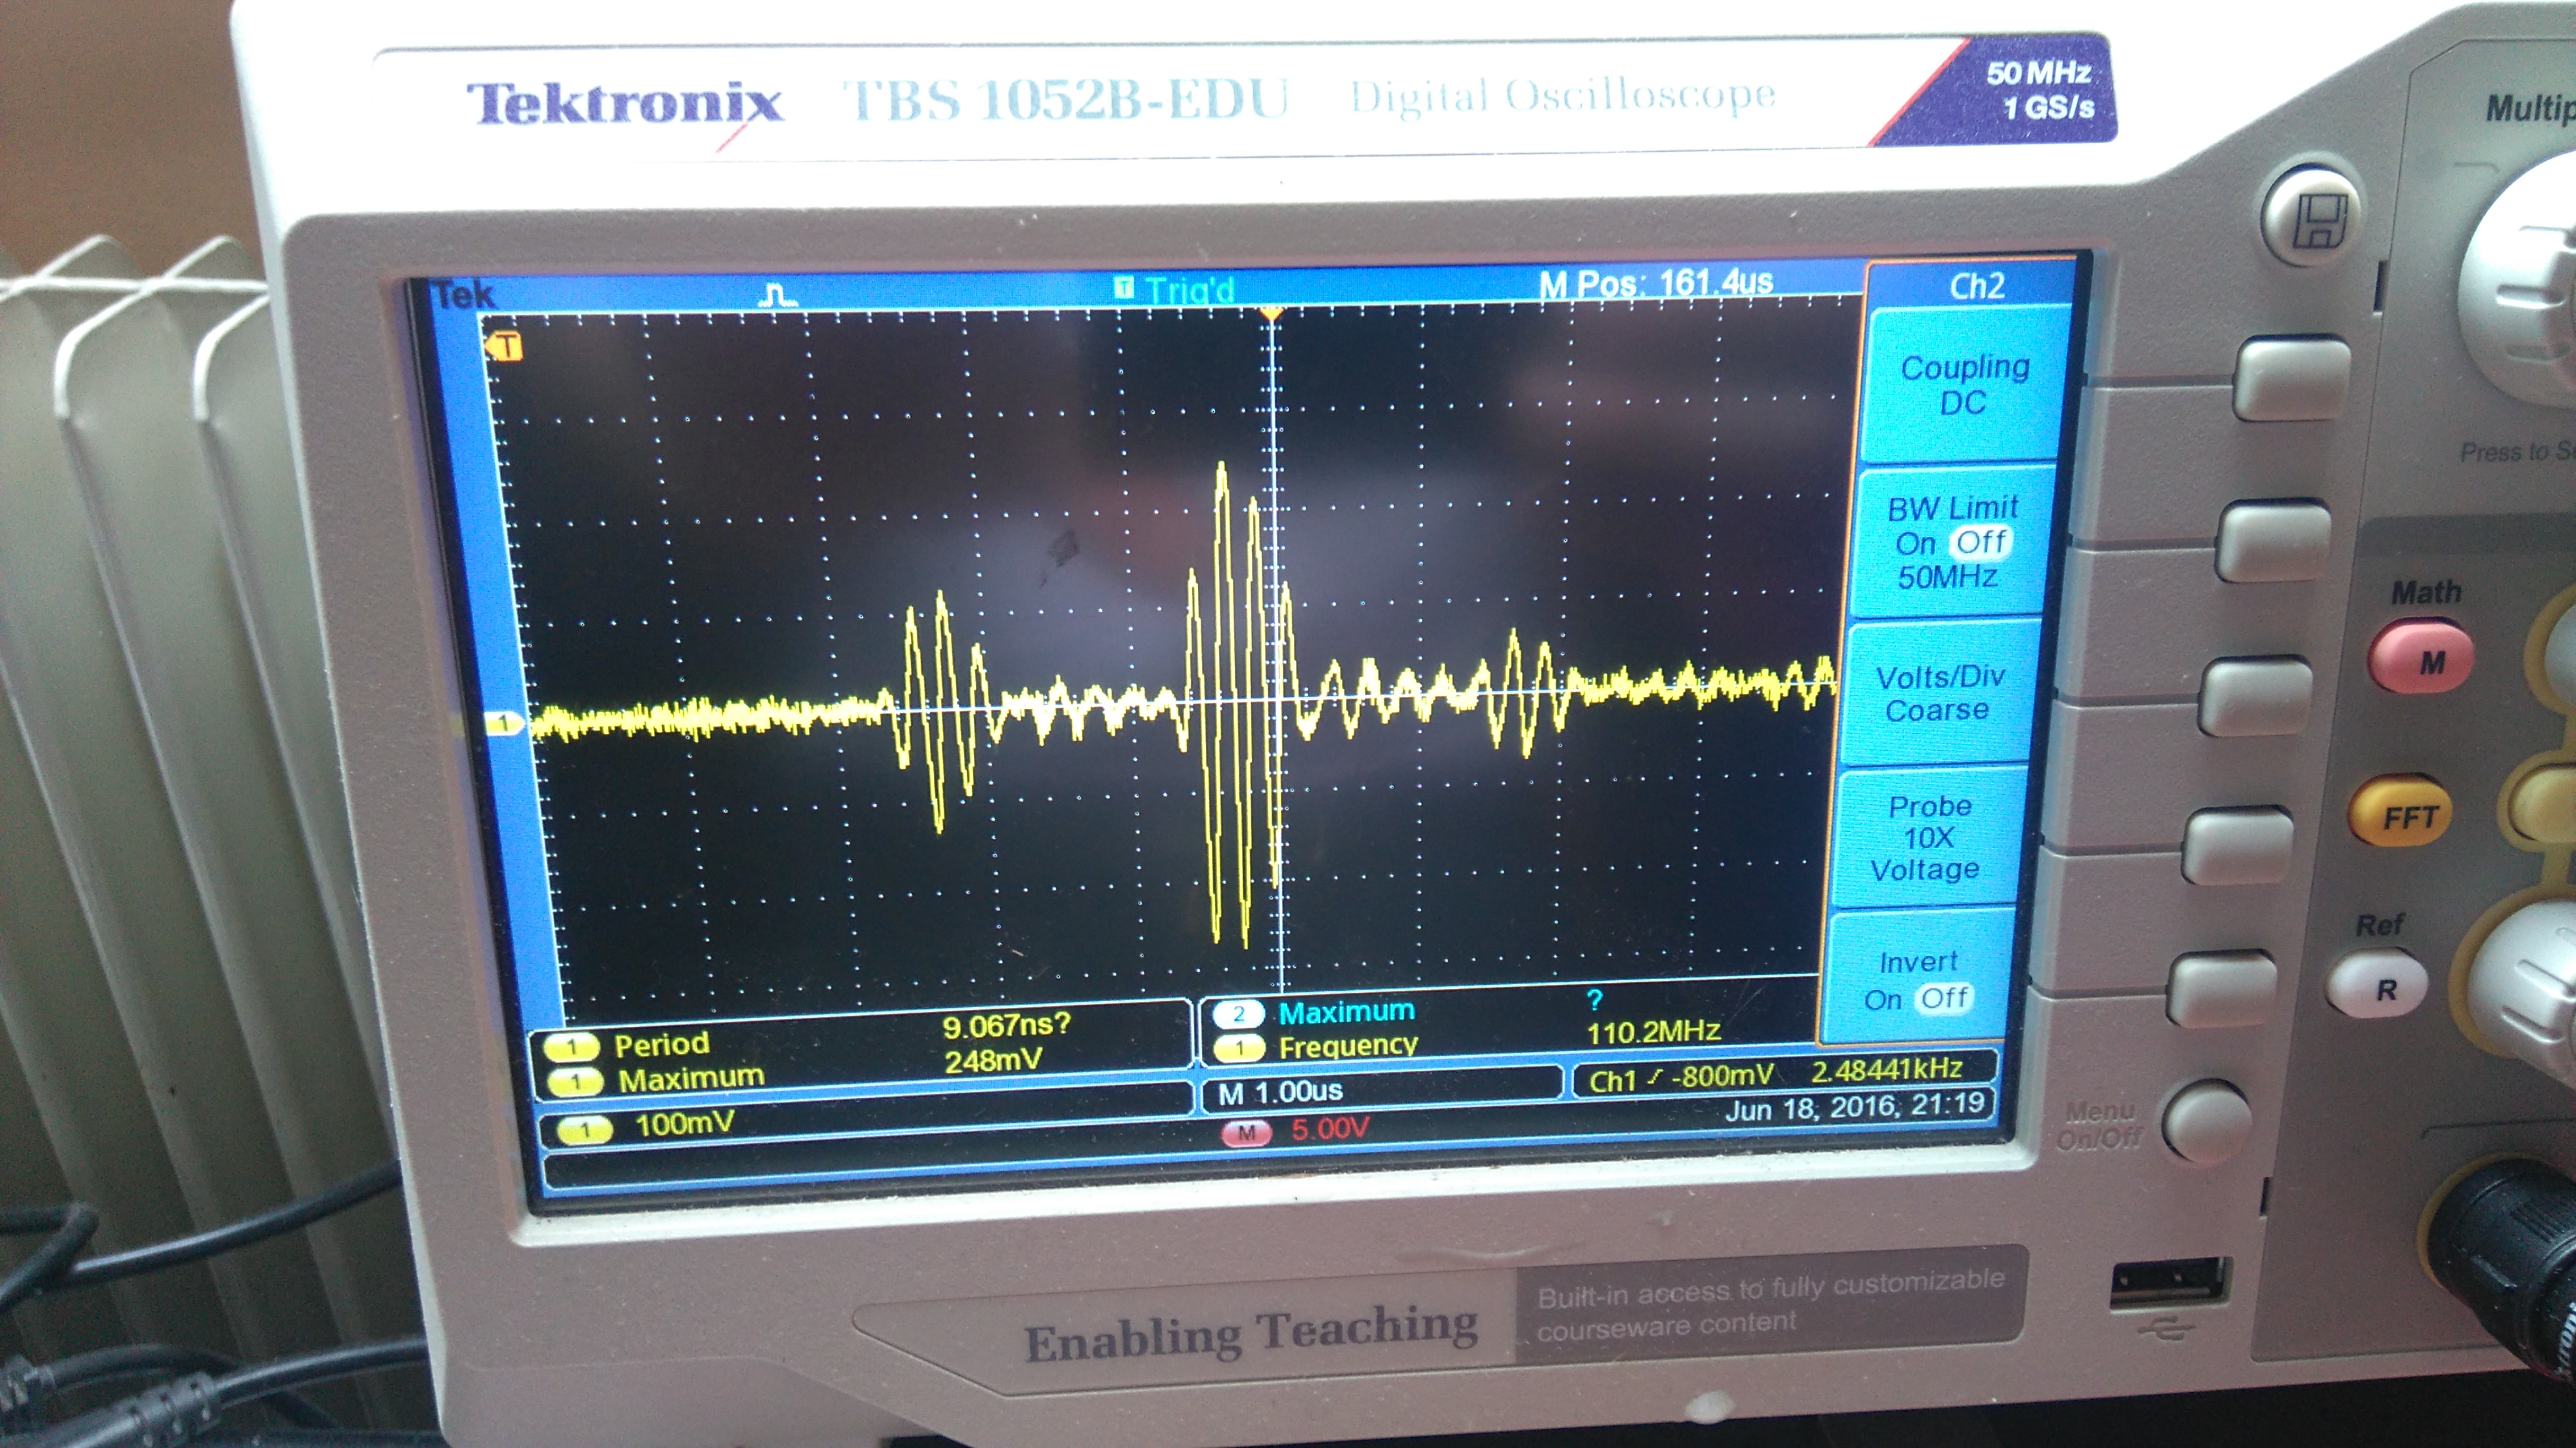 Tektronix TBS 1052B-EDU Digital Oscilloscope
50 MHz
1 GS/s
Tek
T Trig'd
M Pos: 161.4us
Ch2
T
Coupling
DC
BW Limit
On Off
50MHz
Volts/Div
Coarse
Probe
10X
Voltage
Invert
On Off
1
1 Period 9.067ns?
1 Maximum 248mV
2 Maximum ?
1 Frequency 110.2MHz
1 100mV
M 1.00us
M 5.00V
Ch1 -800mV 2.48441kHz
Jun 18, 2016, 21:19
Press to
Math
M
FFT
Ref
R
Menu
On/Off
Enabling Teaching
Built-in access to fully customizable
courseware content